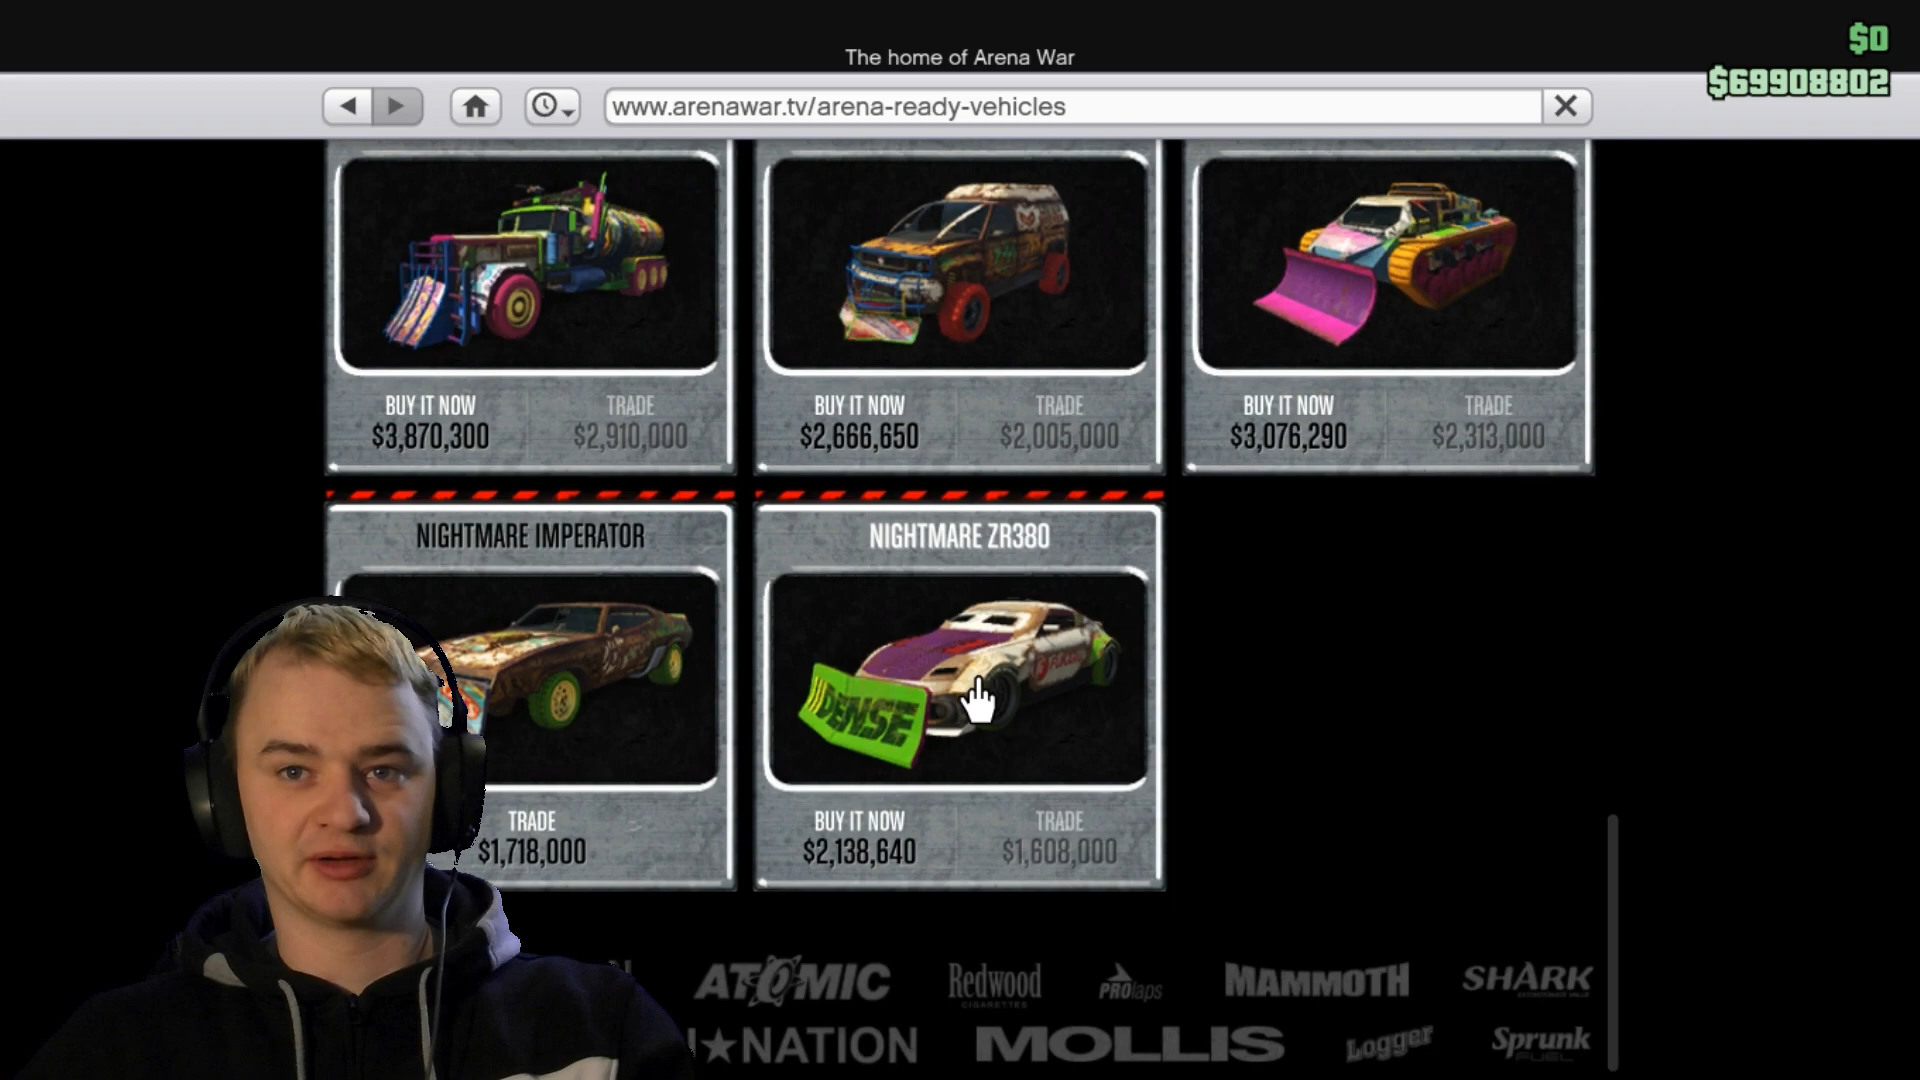 $0
The home of Arena War
$69908802
www.arenawar.tv/arena-ready-vehicles
BUY IT NOW TRADE
$3,870,300 $2,910,000
BUY IT NOW TRADE
$2,666,650 $2,005,000
BUY IT NOW TRADE
$3,076,290 $2,313,000
NIGHTMARE IMPERATOR
NIGHTMARE ZR380
DENSE
TRADE
$1,718,000
BUY IT NOW TRADE
$2,138,640 $1,608,000
ATOMIC Redwood CIGARETTES PROlaps MAMMOTH SHARK
NATION MOLLIS Logger Sprunk
FUEL